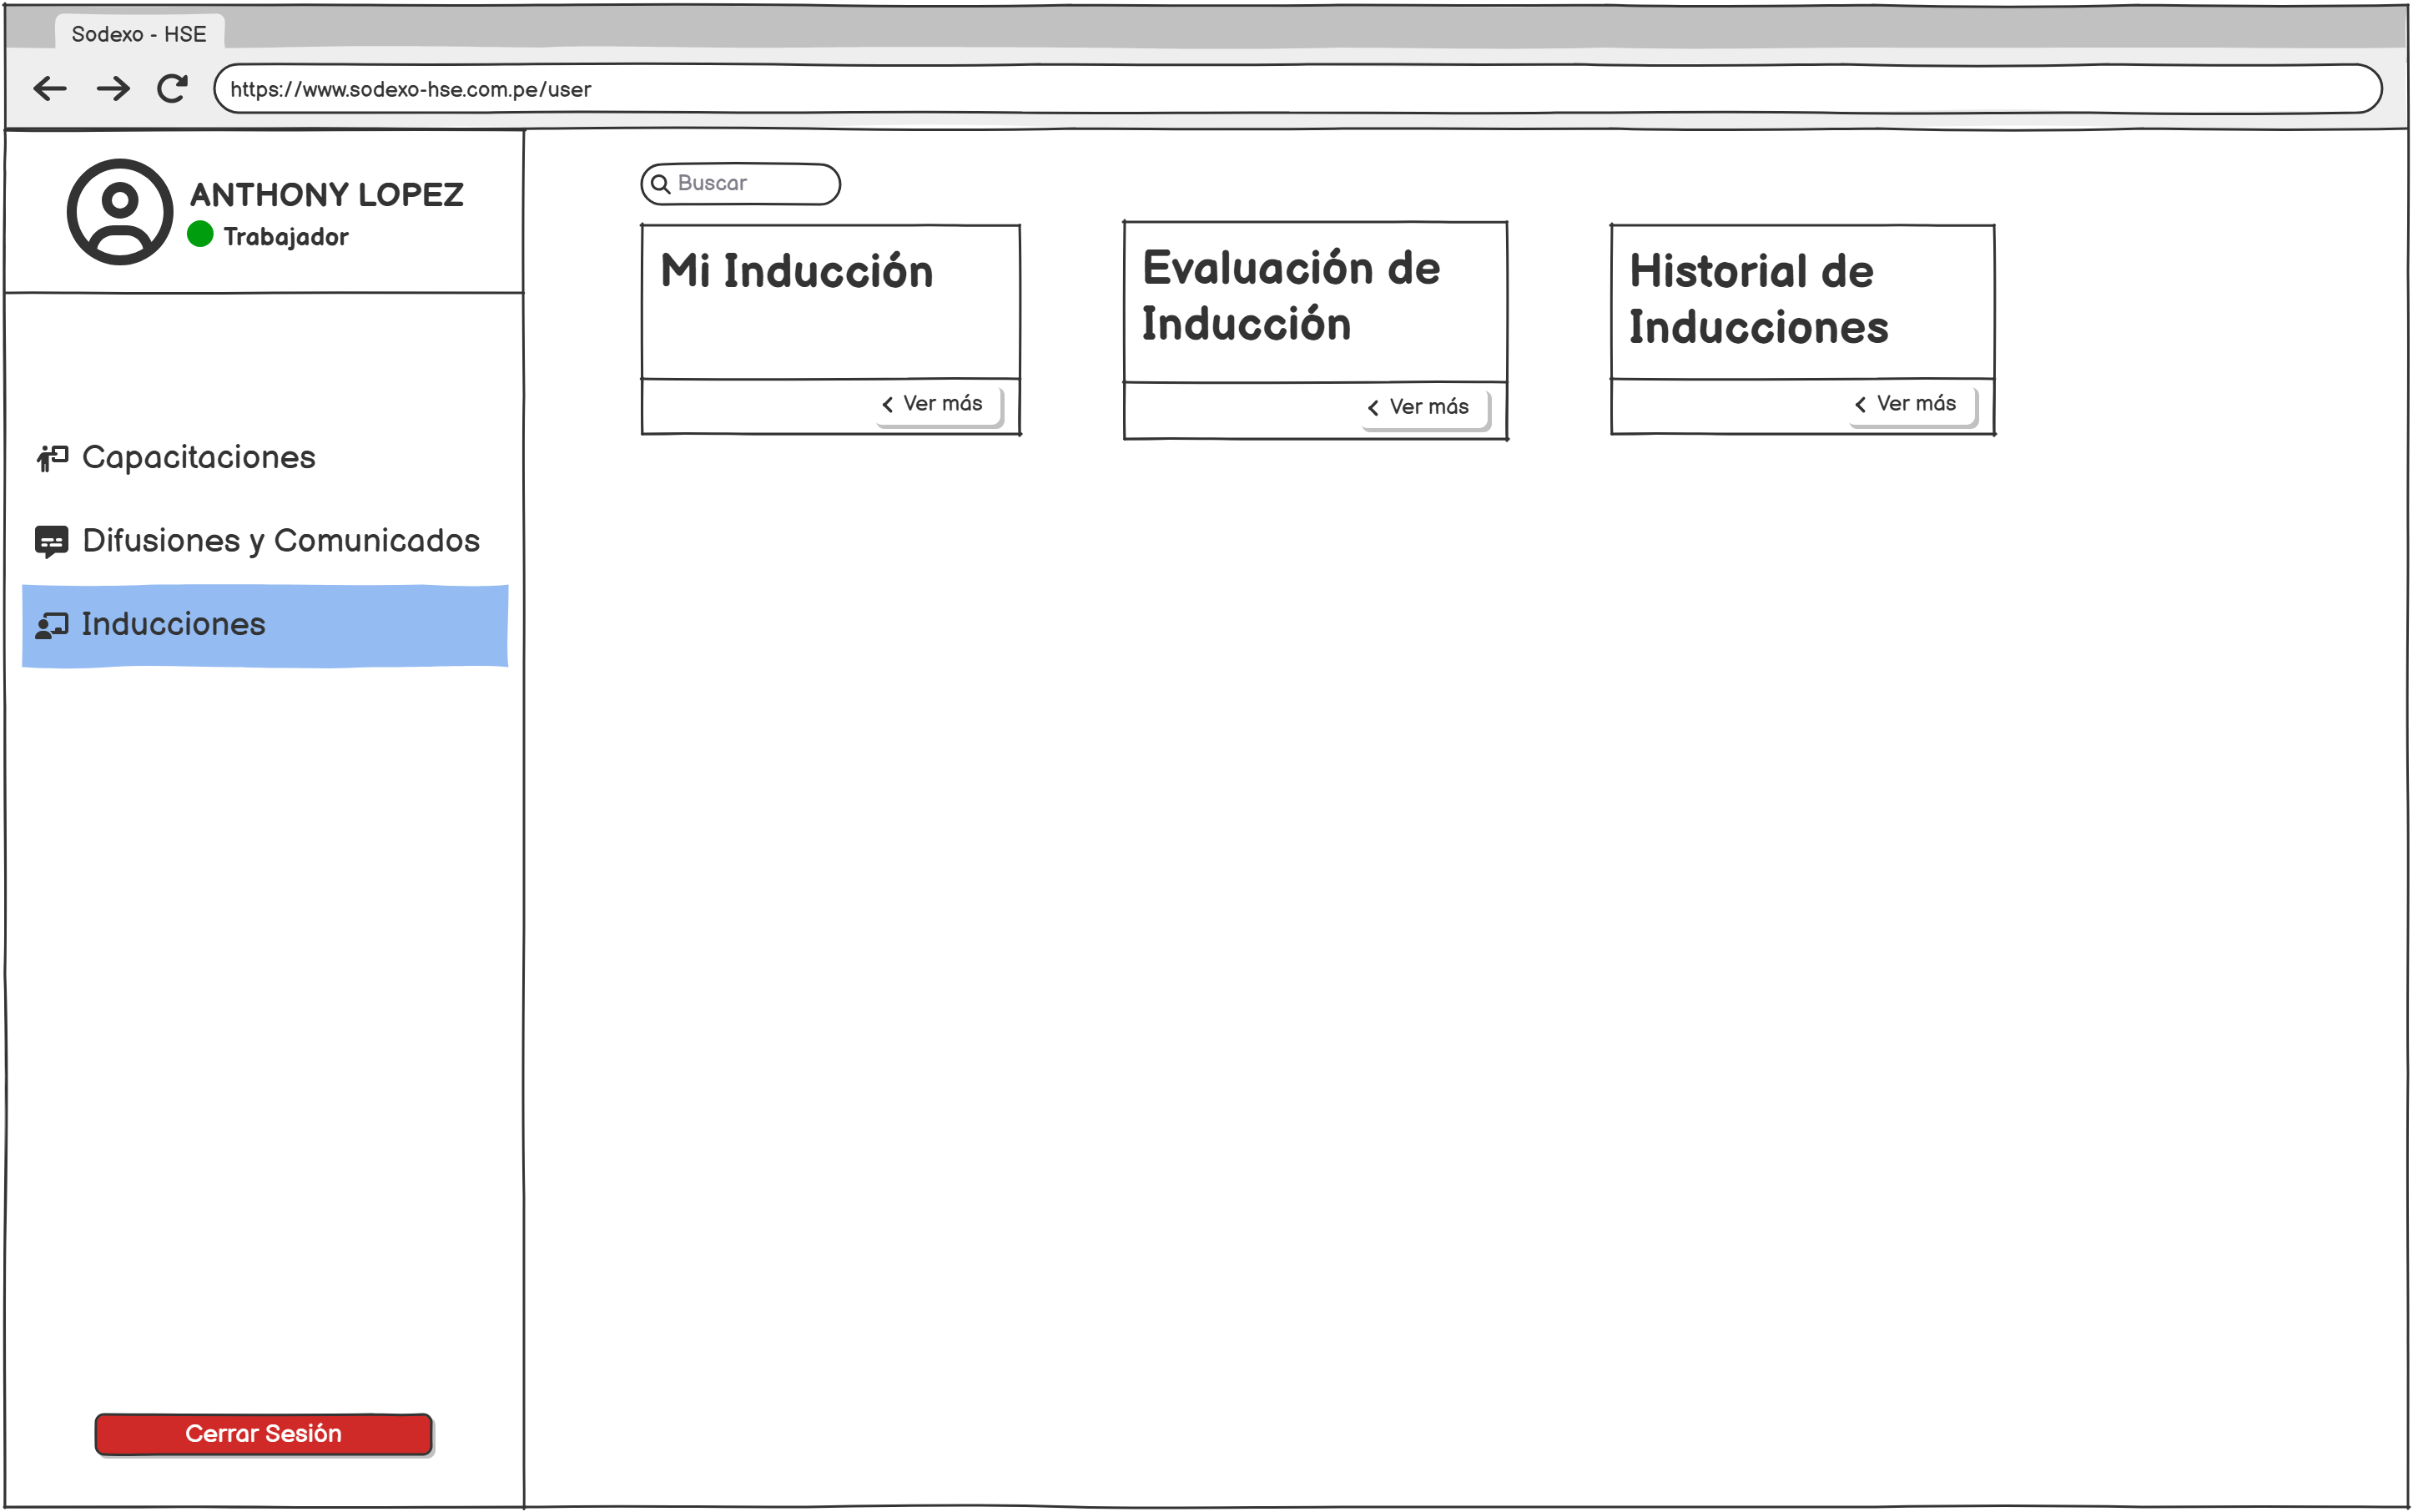 Sodexo - HSE
https://www.sodexo-hse.com.pe/user
ANTHONY LOPEZ
Trabajador
Capacitaciones
Difusiones y Comunicados
Inducciones
Cerrar Sesión
Buscar
Mi Inducción
Ver más
Evaluación de
Inducción
Ver más
Historial de
Inducciones
Ver más